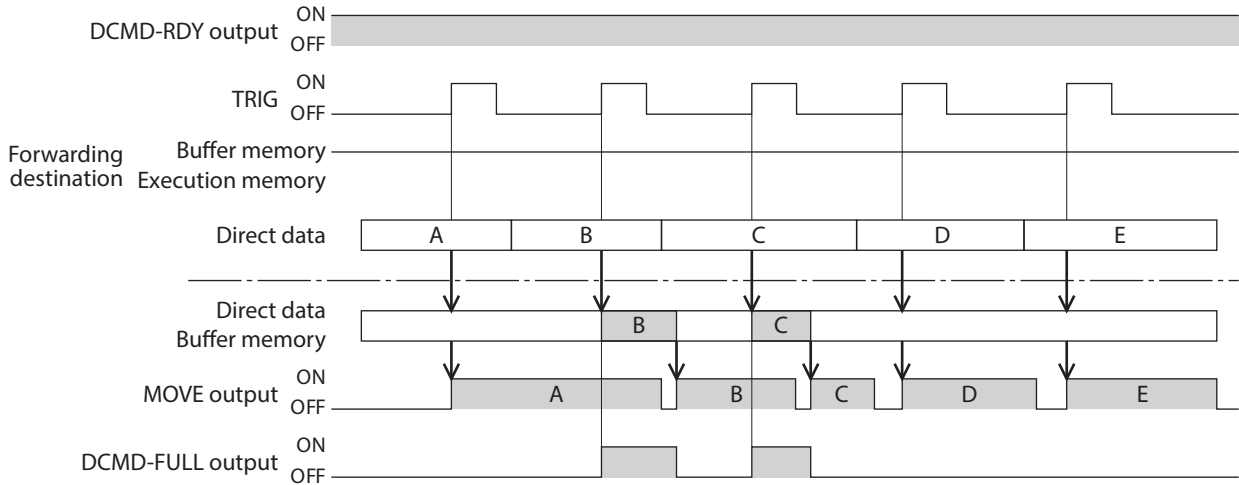 ON
DCMD-RDY output
OFF
ON
TRIG
OFF
Forwarding destination
Buffer memory
Execution memory
Direct data
A B C D E
Direct data
Buffer memory
B C
MOVE output
ON
OFF
A B C D E
DCMD-FULL output
ON
OFF